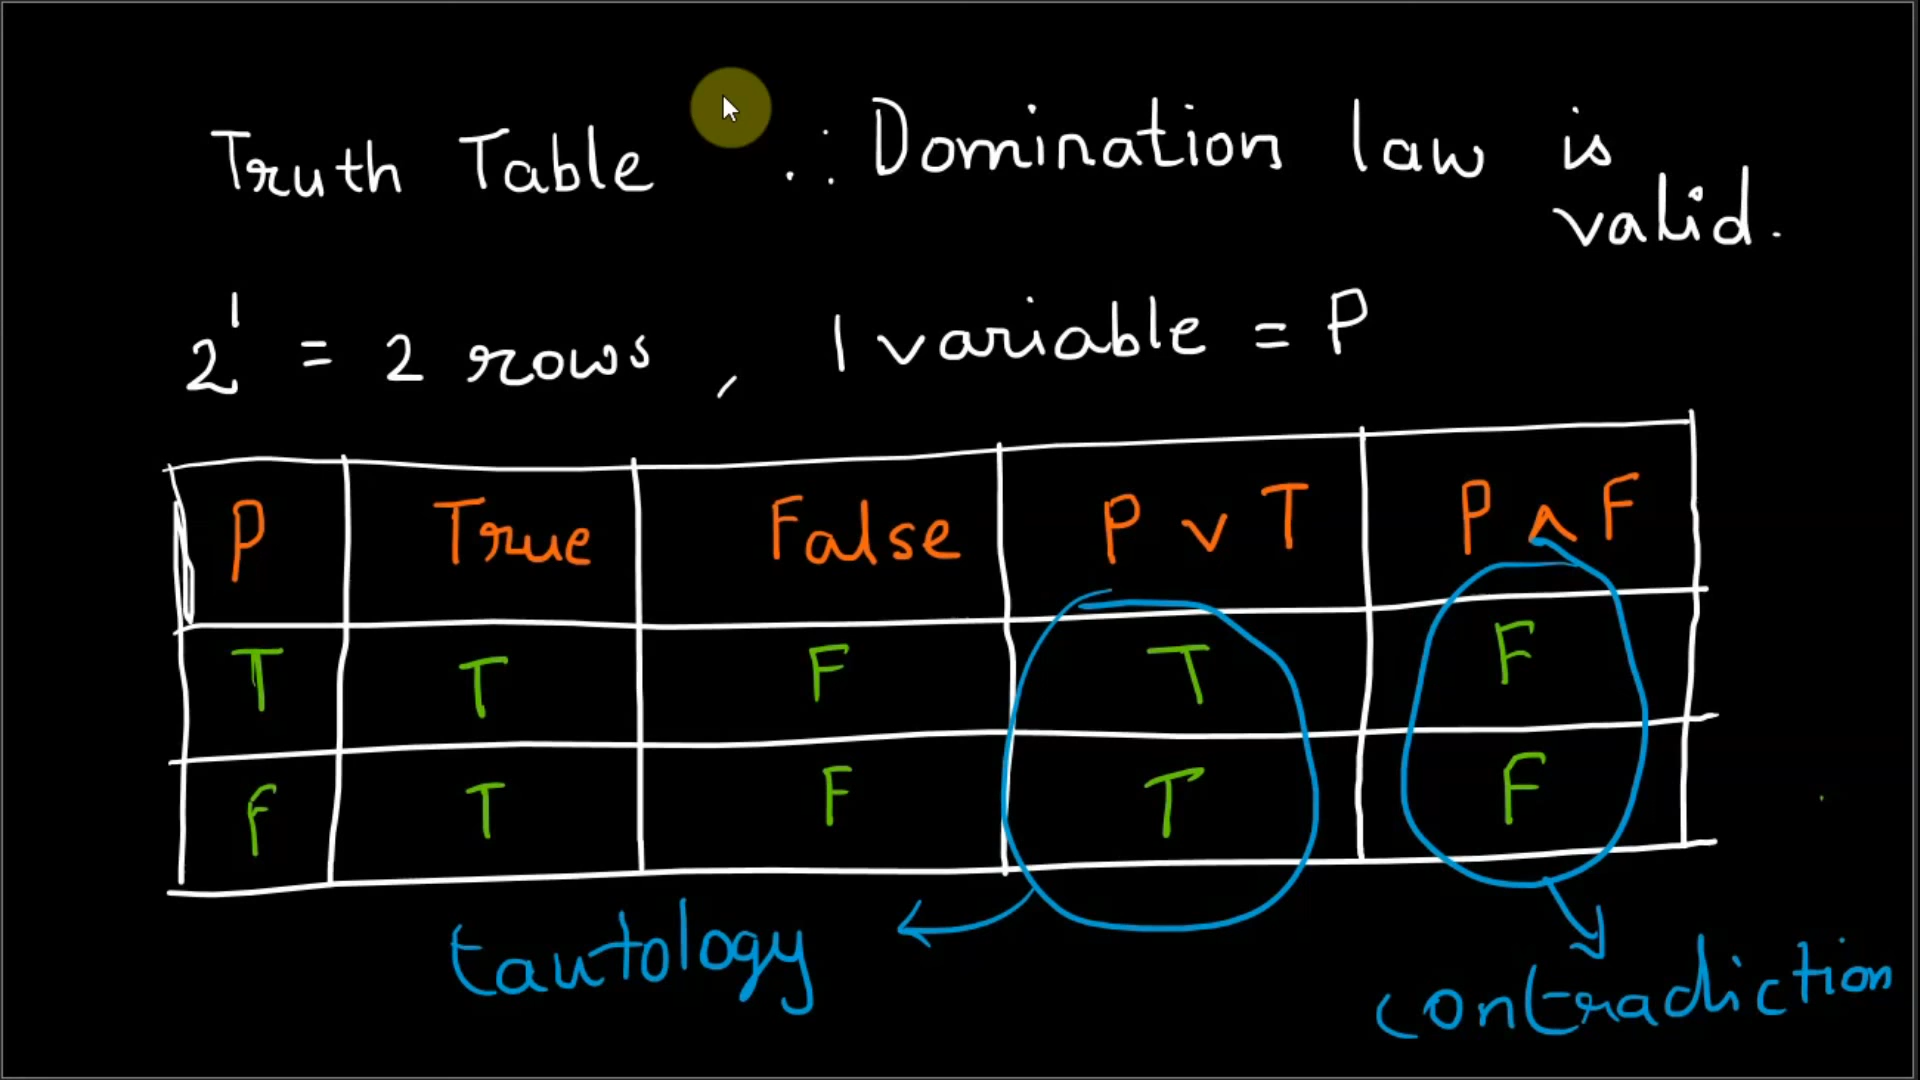 Truth Table ∴ Domination law is
valid.
2¹ = 2 rows, 1 variable = P
P True False P ∨ T P ∧ F
T T F T F
F T F T F
tautology
contradiction